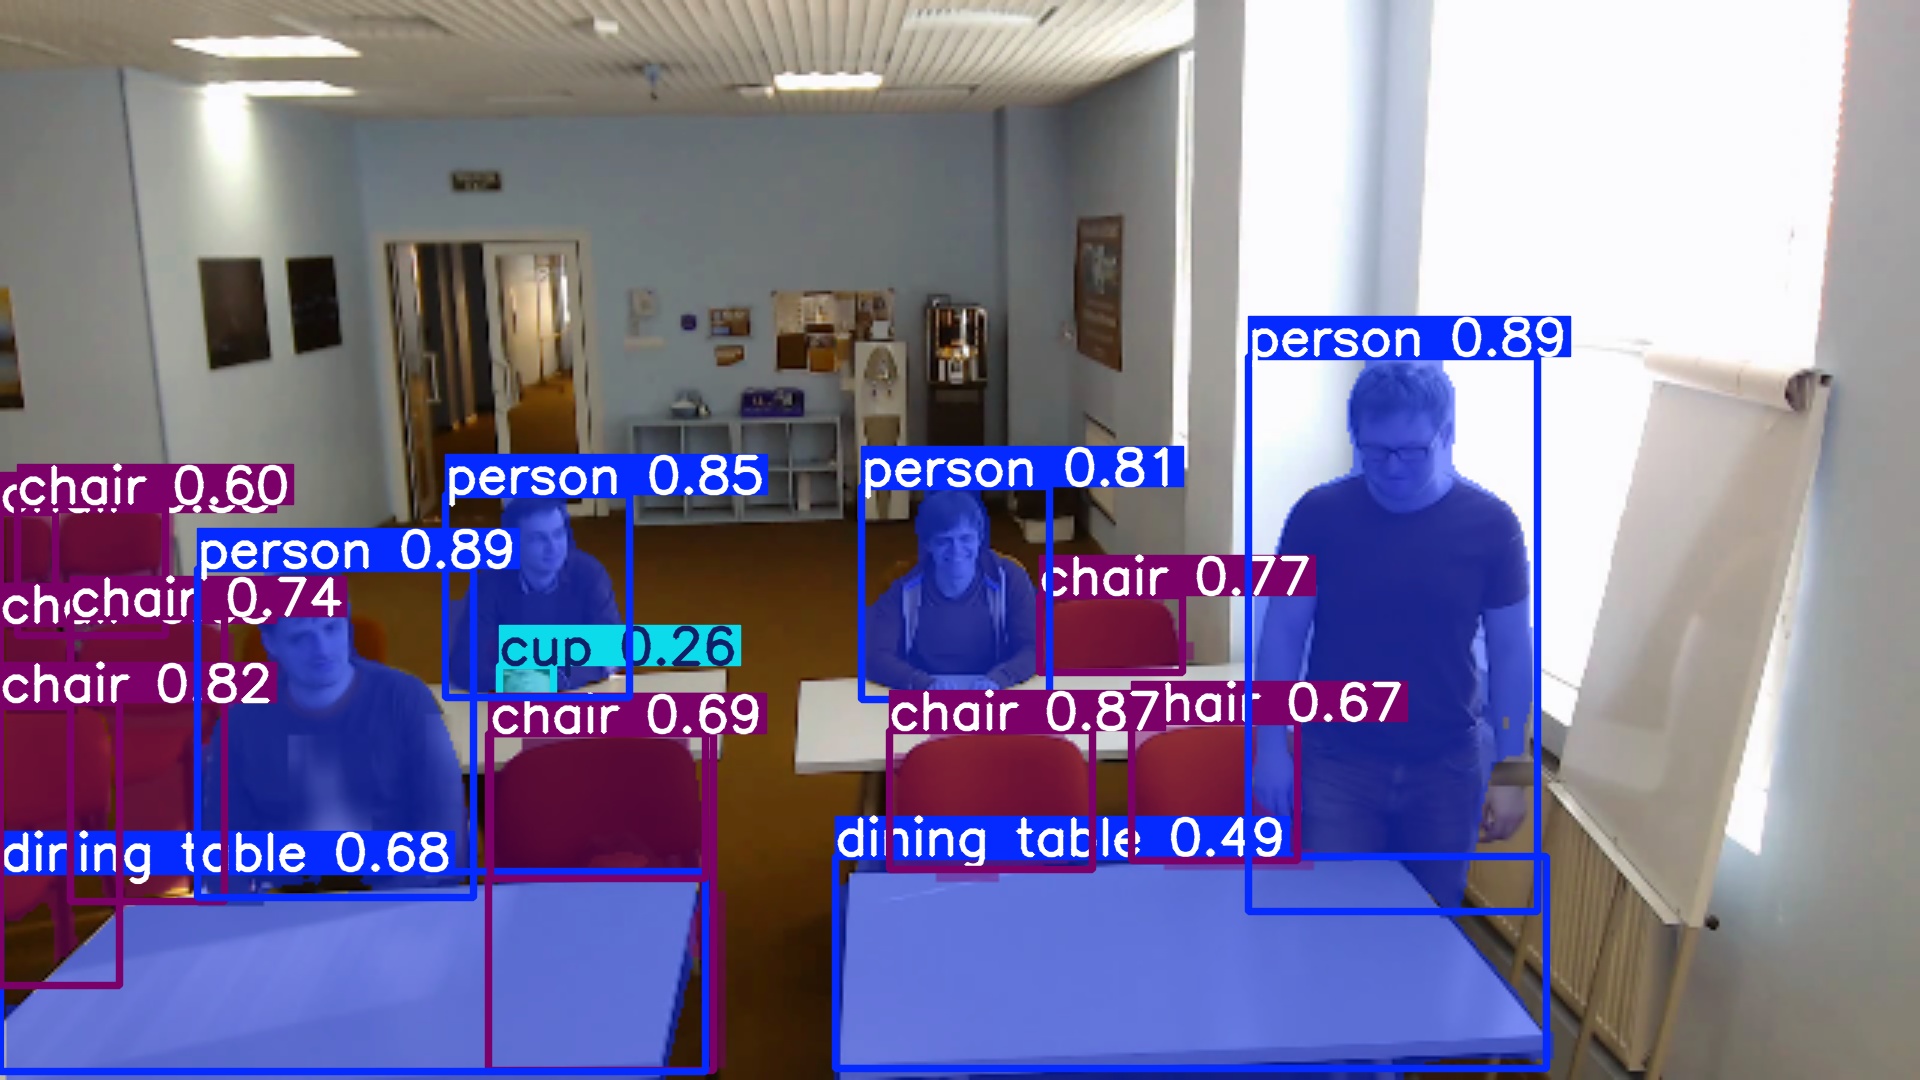 person 0.89
chair 0.60
person 0.85
person 0.81
person 0.89
chair 0.77
chair 0.74
cup 0.26
chair 0.82
chair 0.69
chair 0.87
hair 0.67
dining table 0.68
dining table 0.49